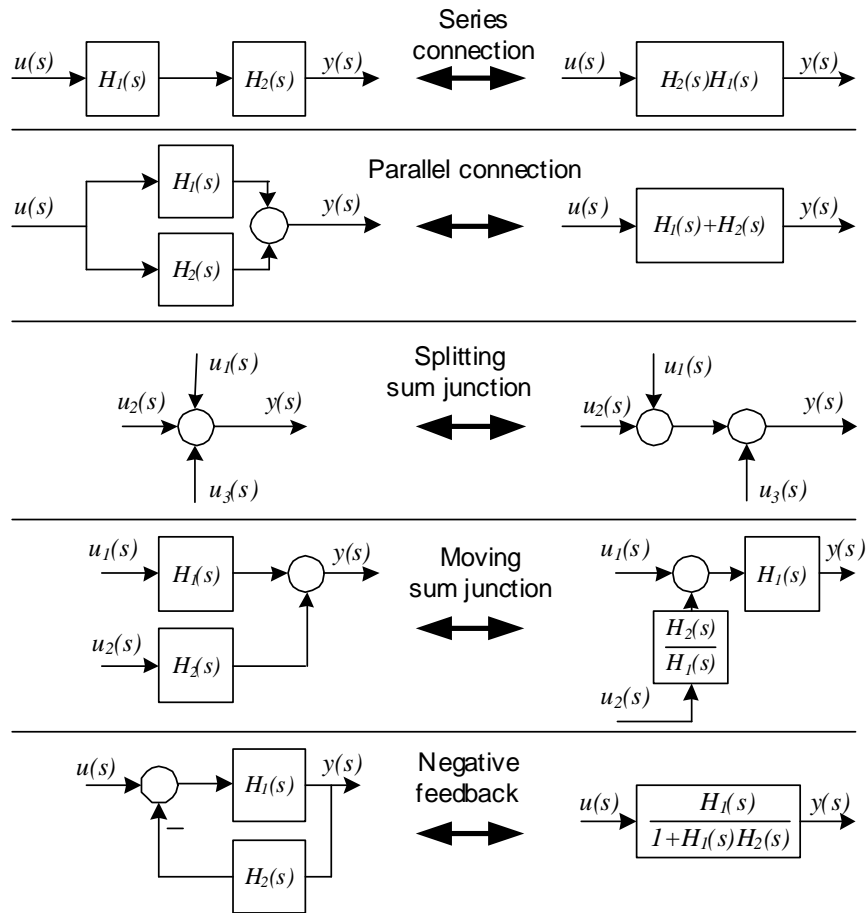 Series
connection
u(s)
H₁(s)
H₂(s)
y(s)
u(s)
H₂(s)H₁(s)
y(s)
Parallel connection
u(s)
H₁(s)
H₂(s)
y(s)
u(s)
H₁(s)+H₂(s)
y(s)
Splitting
sum junction
u₁(s)
u₂(s)
y(s)
u₃(s)
u₁(s)
u₂(s)
y(s)
u₃(s)
Moving
sum junction
u₁(s)
H₁(s)
y(s)
u₂(s)
H₂(s)
u₁(s)
H₁(s)
y(s)
H₂(s)
H₁(s)
u₂(s)
Negative
feedback
u(s)
H₁(s)
y(s)
−
H₂(s)
u(s)
H₁(s)
1+H₁(s)H₂(s)
y(s)